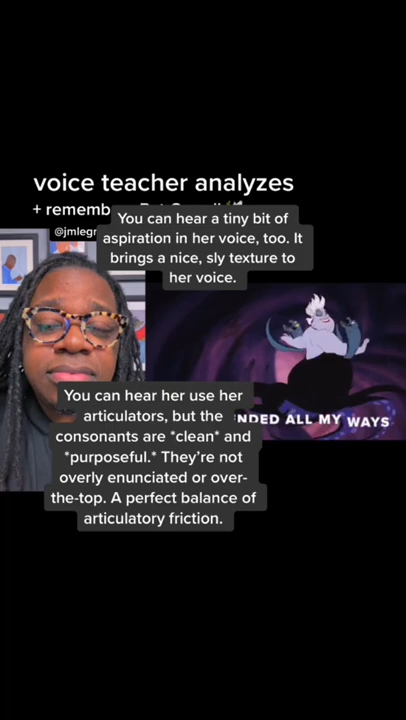 voice teacher analyzes
+
@jmlegr
You can hear a tiny bit of
aspiration in her voice, too. It
brings a nice, sly texture to
her voice.
You can hear her use her
articulators, but the
consonants are *clean* and
*purposeful.* They’re not
overly enunciated or over-
the-top. A perfect balance of
articulatory friction.
NDED ALL MY WAYS